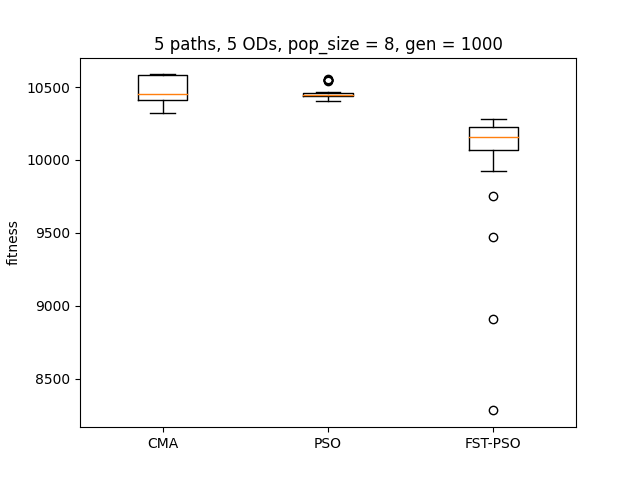 5 paths, 5 ODs, pop_size = 8, gen = 1000
fitness
10500
10000
9500
9000
8500
CMA
PSO
FST-PSO